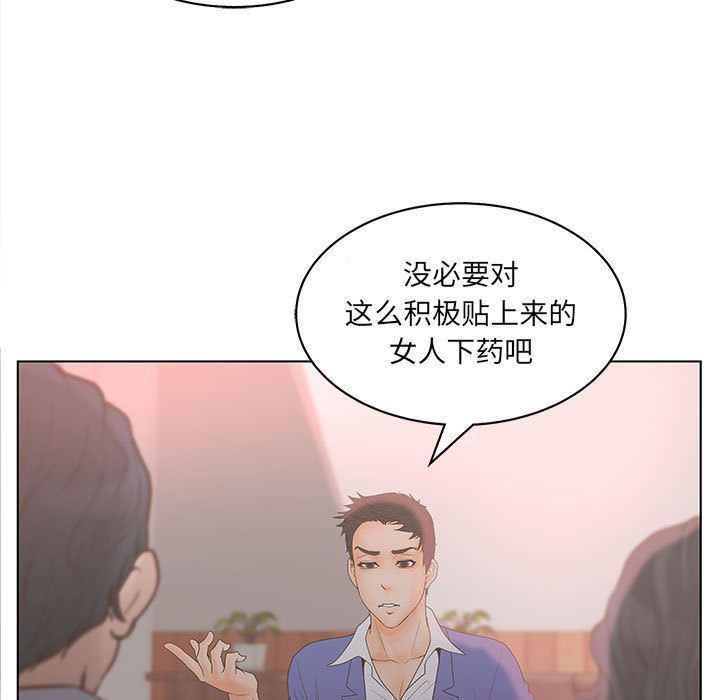 没必要对
这么积极贴上来的
女人下药吧